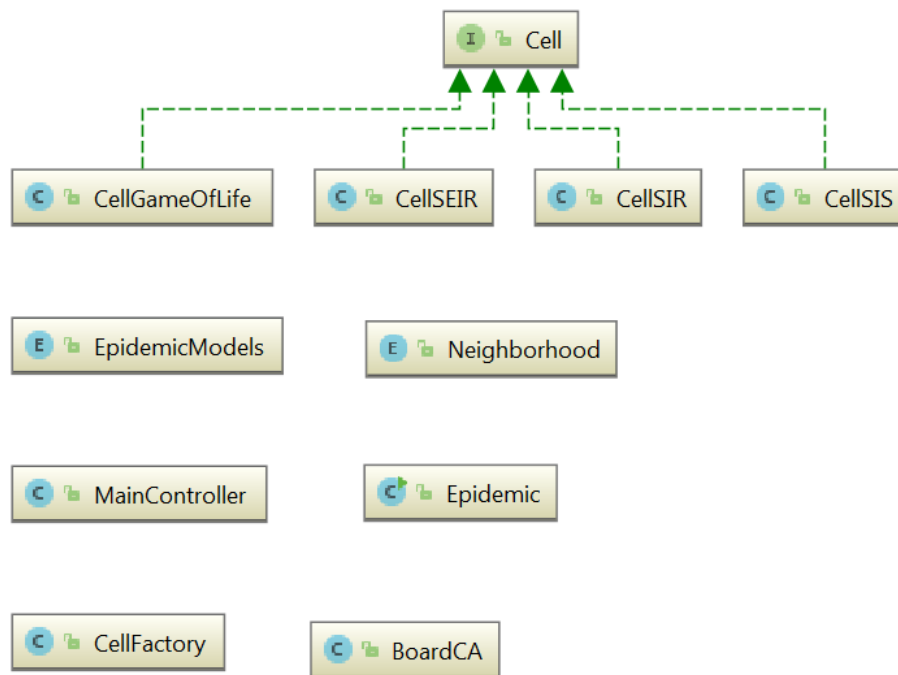 I Cell
C CellGameOfLife
C CellSEIR
C CellSIR
C CellSIS
E EpidemicModels
E Neighborhood
C MainController
C Epidemic
C CellFactory
C BoardCA